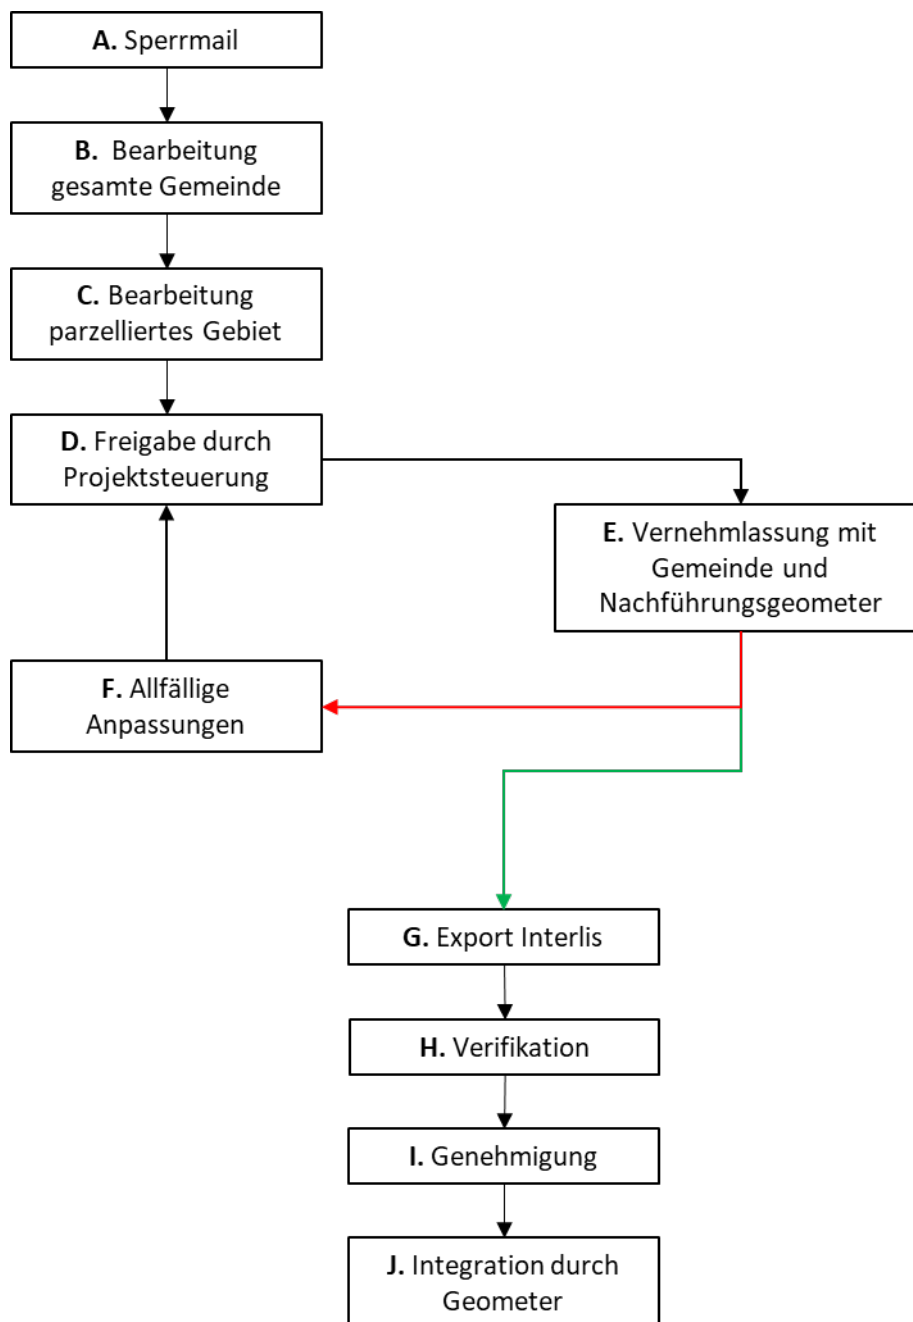 A. Sperrmail
B. Bearbeitung
gesamte Gemeinde
C. Bearbeitung
parzelliertes Gebiet
D. Freigabe durch
Projektsteuerung
E. Vernehmlassung mit
Gemeinde und
Nachführungsgeometer
F. Allfällige
Anpassungen
G. Export Interlis
H. Verifikation
I. Genehmigung
J. Integration durch
Geometer